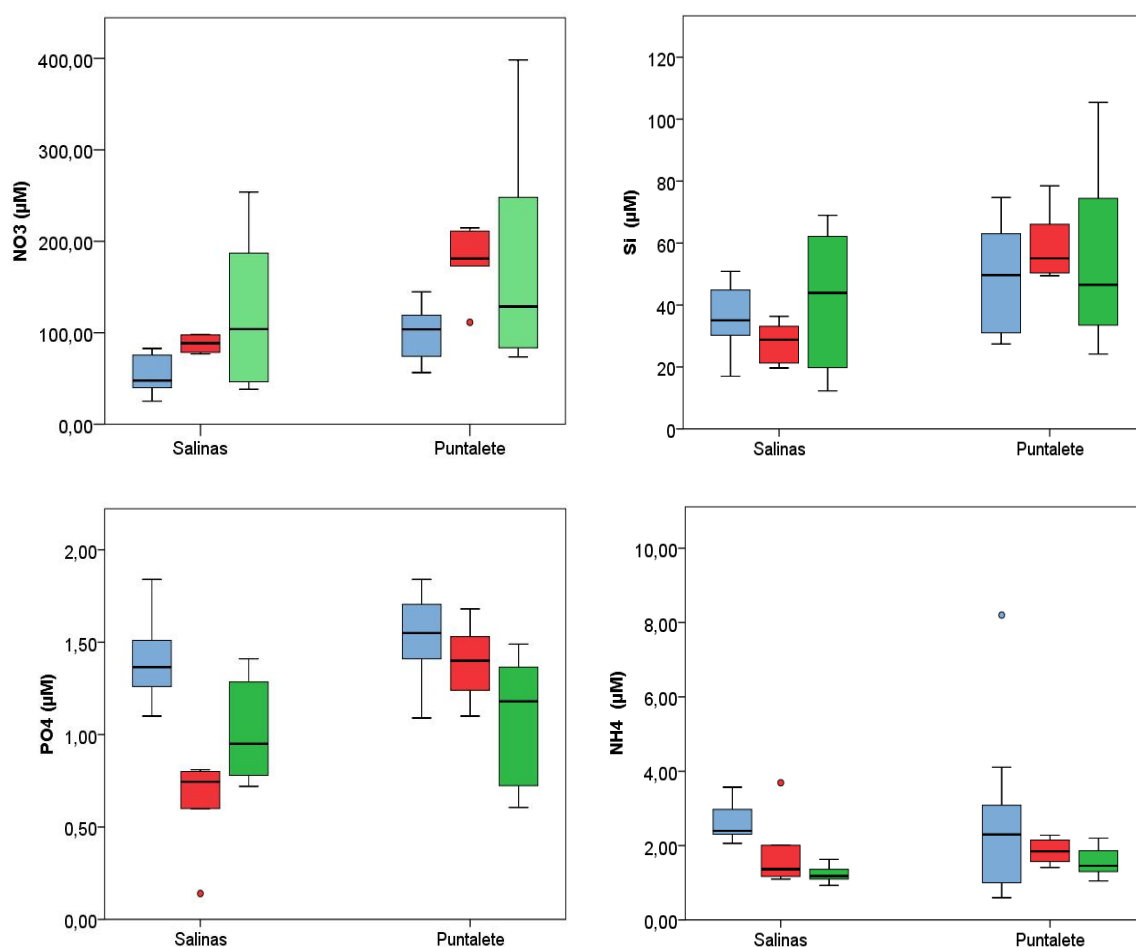 NO3 (µM)
400,00
300,00
200,00
100,00
0,00
Salinas
Puntalete
Si (µM)
120
100
80
60
40
20
0
Salinas
Puntalete
PO4 (µM)
2,00
1,50
1,00
0,50
0,00
Salinas
Puntalete
NH4 (µM)
10,00
8,00
6,00
4,00
2,00
0,00
Salinas
Puntalete